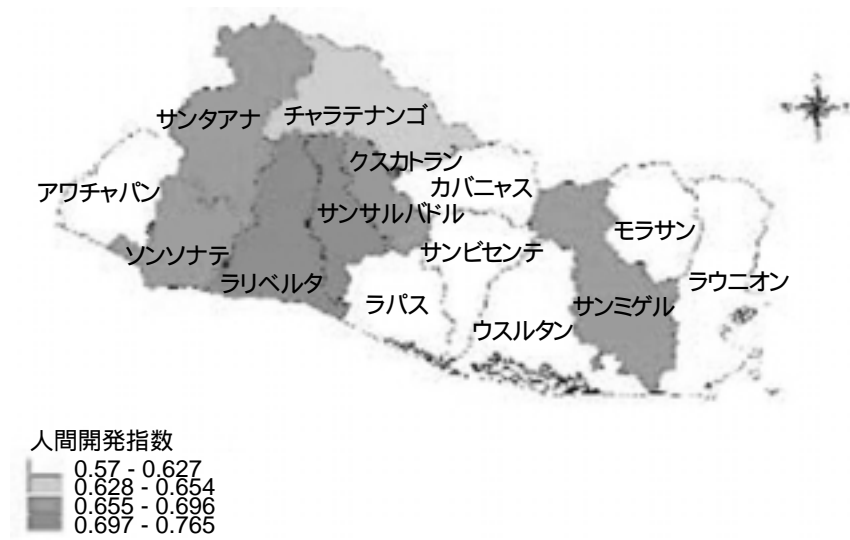 サンタアナ
チャラテナンゴ
クスカトラン
カバニャス
アワチャパン
サンサルバドル
モラサン
ソンソナテ
サンビセンテ
ラリベルタ
ラウニオン
ラパス
サンミゲル
ウスルタン
人間開発指数
0.57 - 0.627
0.628 - 0.654
0.655 - 0.696
0.697 - 0.765